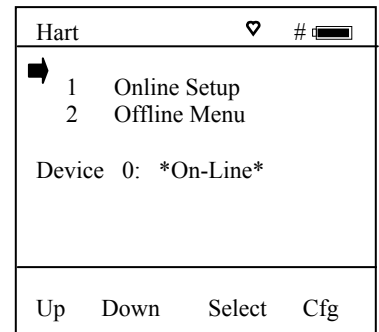 Hart ♡ #
1 Online Setup
2 Offline Menu
Device 0: *On-Line*
Up Down Select Cfg